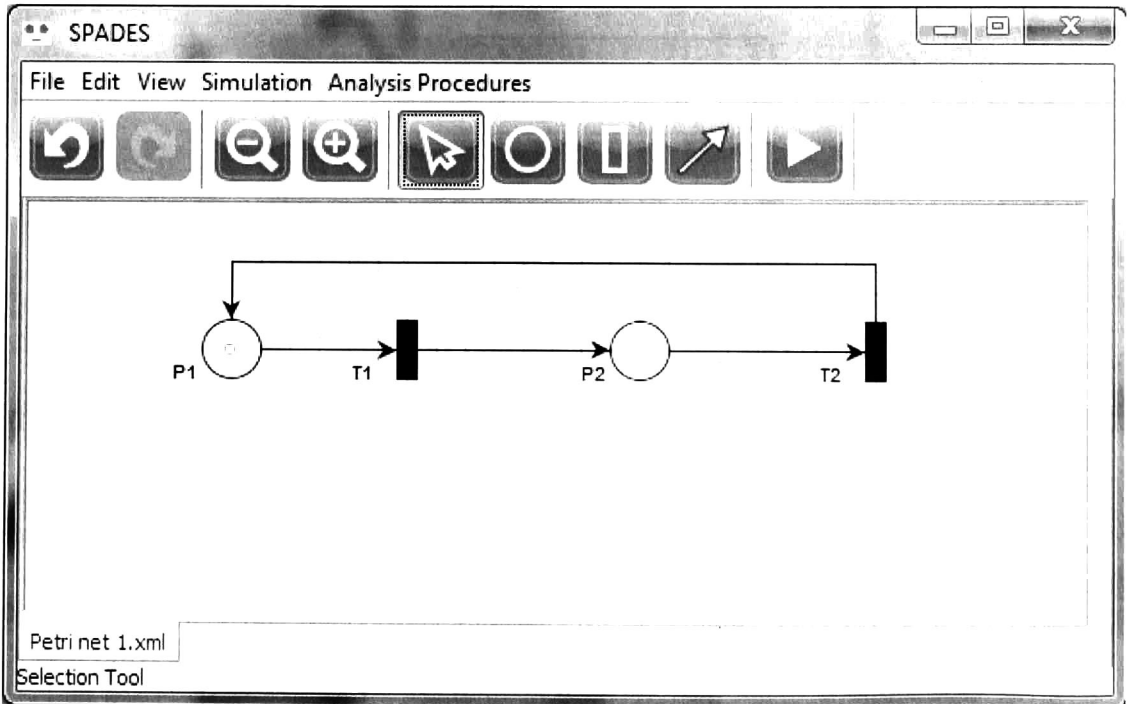 SPADES
File Edit View Simulation Analysis Procedures
P1 T1 P2 T2
Petri net 1.xml
Selection Tool